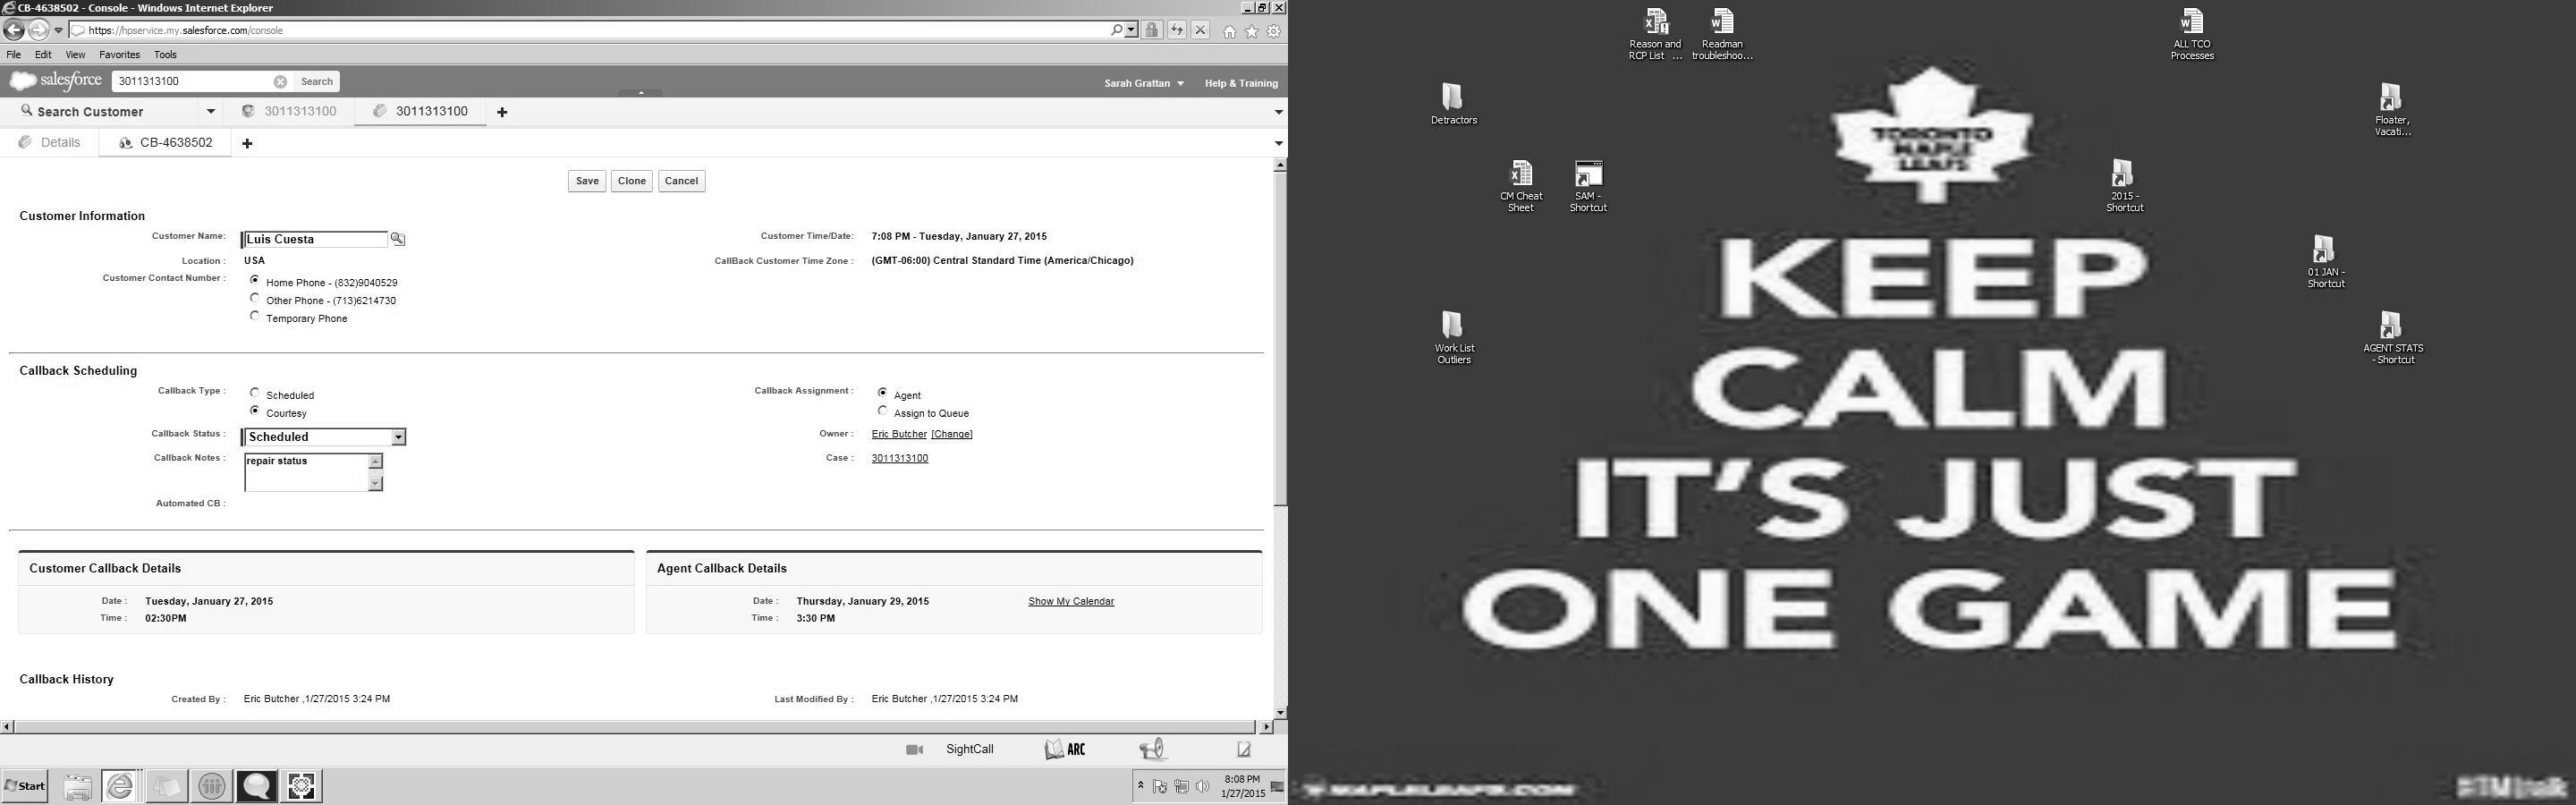 CB-4638502 - Console - Windows Internet Explorer
https://hpservice.my.salesforce.com/console
File Edit View Favorites Tools
salesforce 3011313100 Search Sarah Grattan Help & Training
Search Customer 3011313100 3011313100
Details CB-4638502
Save Clone Cancel
Customer Information
Customer Name: Luis Cuesta Customer Time/Date: 7:08 PM - Tuesday, January 27, 2015
Location : USA CallBack Customer Time Zone : (GMT-06:00) Central Standard Time (America/Chicago)
Customer Contact Number : Home Phone - (832)9040529
Other Phone - (713)6214730
Temporary Phone
Callback Scheduling
Callback Type : Scheduled Callback Assignment : Agent
Courtesy Assign to Queue
Callback Status : Scheduled Owner : Eric Butcher [Change]
Callback Notes : repair status Case : 3011313100
Automated CB :
Customer Callback Details Agent Callback Details
Date : Tuesday, January 27, 2015 Date : Thursday, January 29, 2015 Show My Calendar
Time : 02:30PM Time : 3:30 PM
Callback History
Created By : Eric Butcher ,1/27/2015 3:24 PM Last Modified By : Eric Butcher ,1/27/2015 3:24 PM
SightCall ARC
Start 8:08 PM
1/27/2015
Reason and
RCP List ...
Readman
troubleshoo...
ALL TCO
Processes
Detractors
Floater,
Vacati...
CM Cheat
Sheet
SAM -
Shortcut
2015 -
Shortcut
01 JAN -
Shortcut
Work List
Outliers
AGENT STATS
- Shortcut
TORONTO
MAPLE
LEAFS
KEEP
CALM
IT'S JUST
ONE GAME
MAPLELEAFS.COM
#TMLtalk